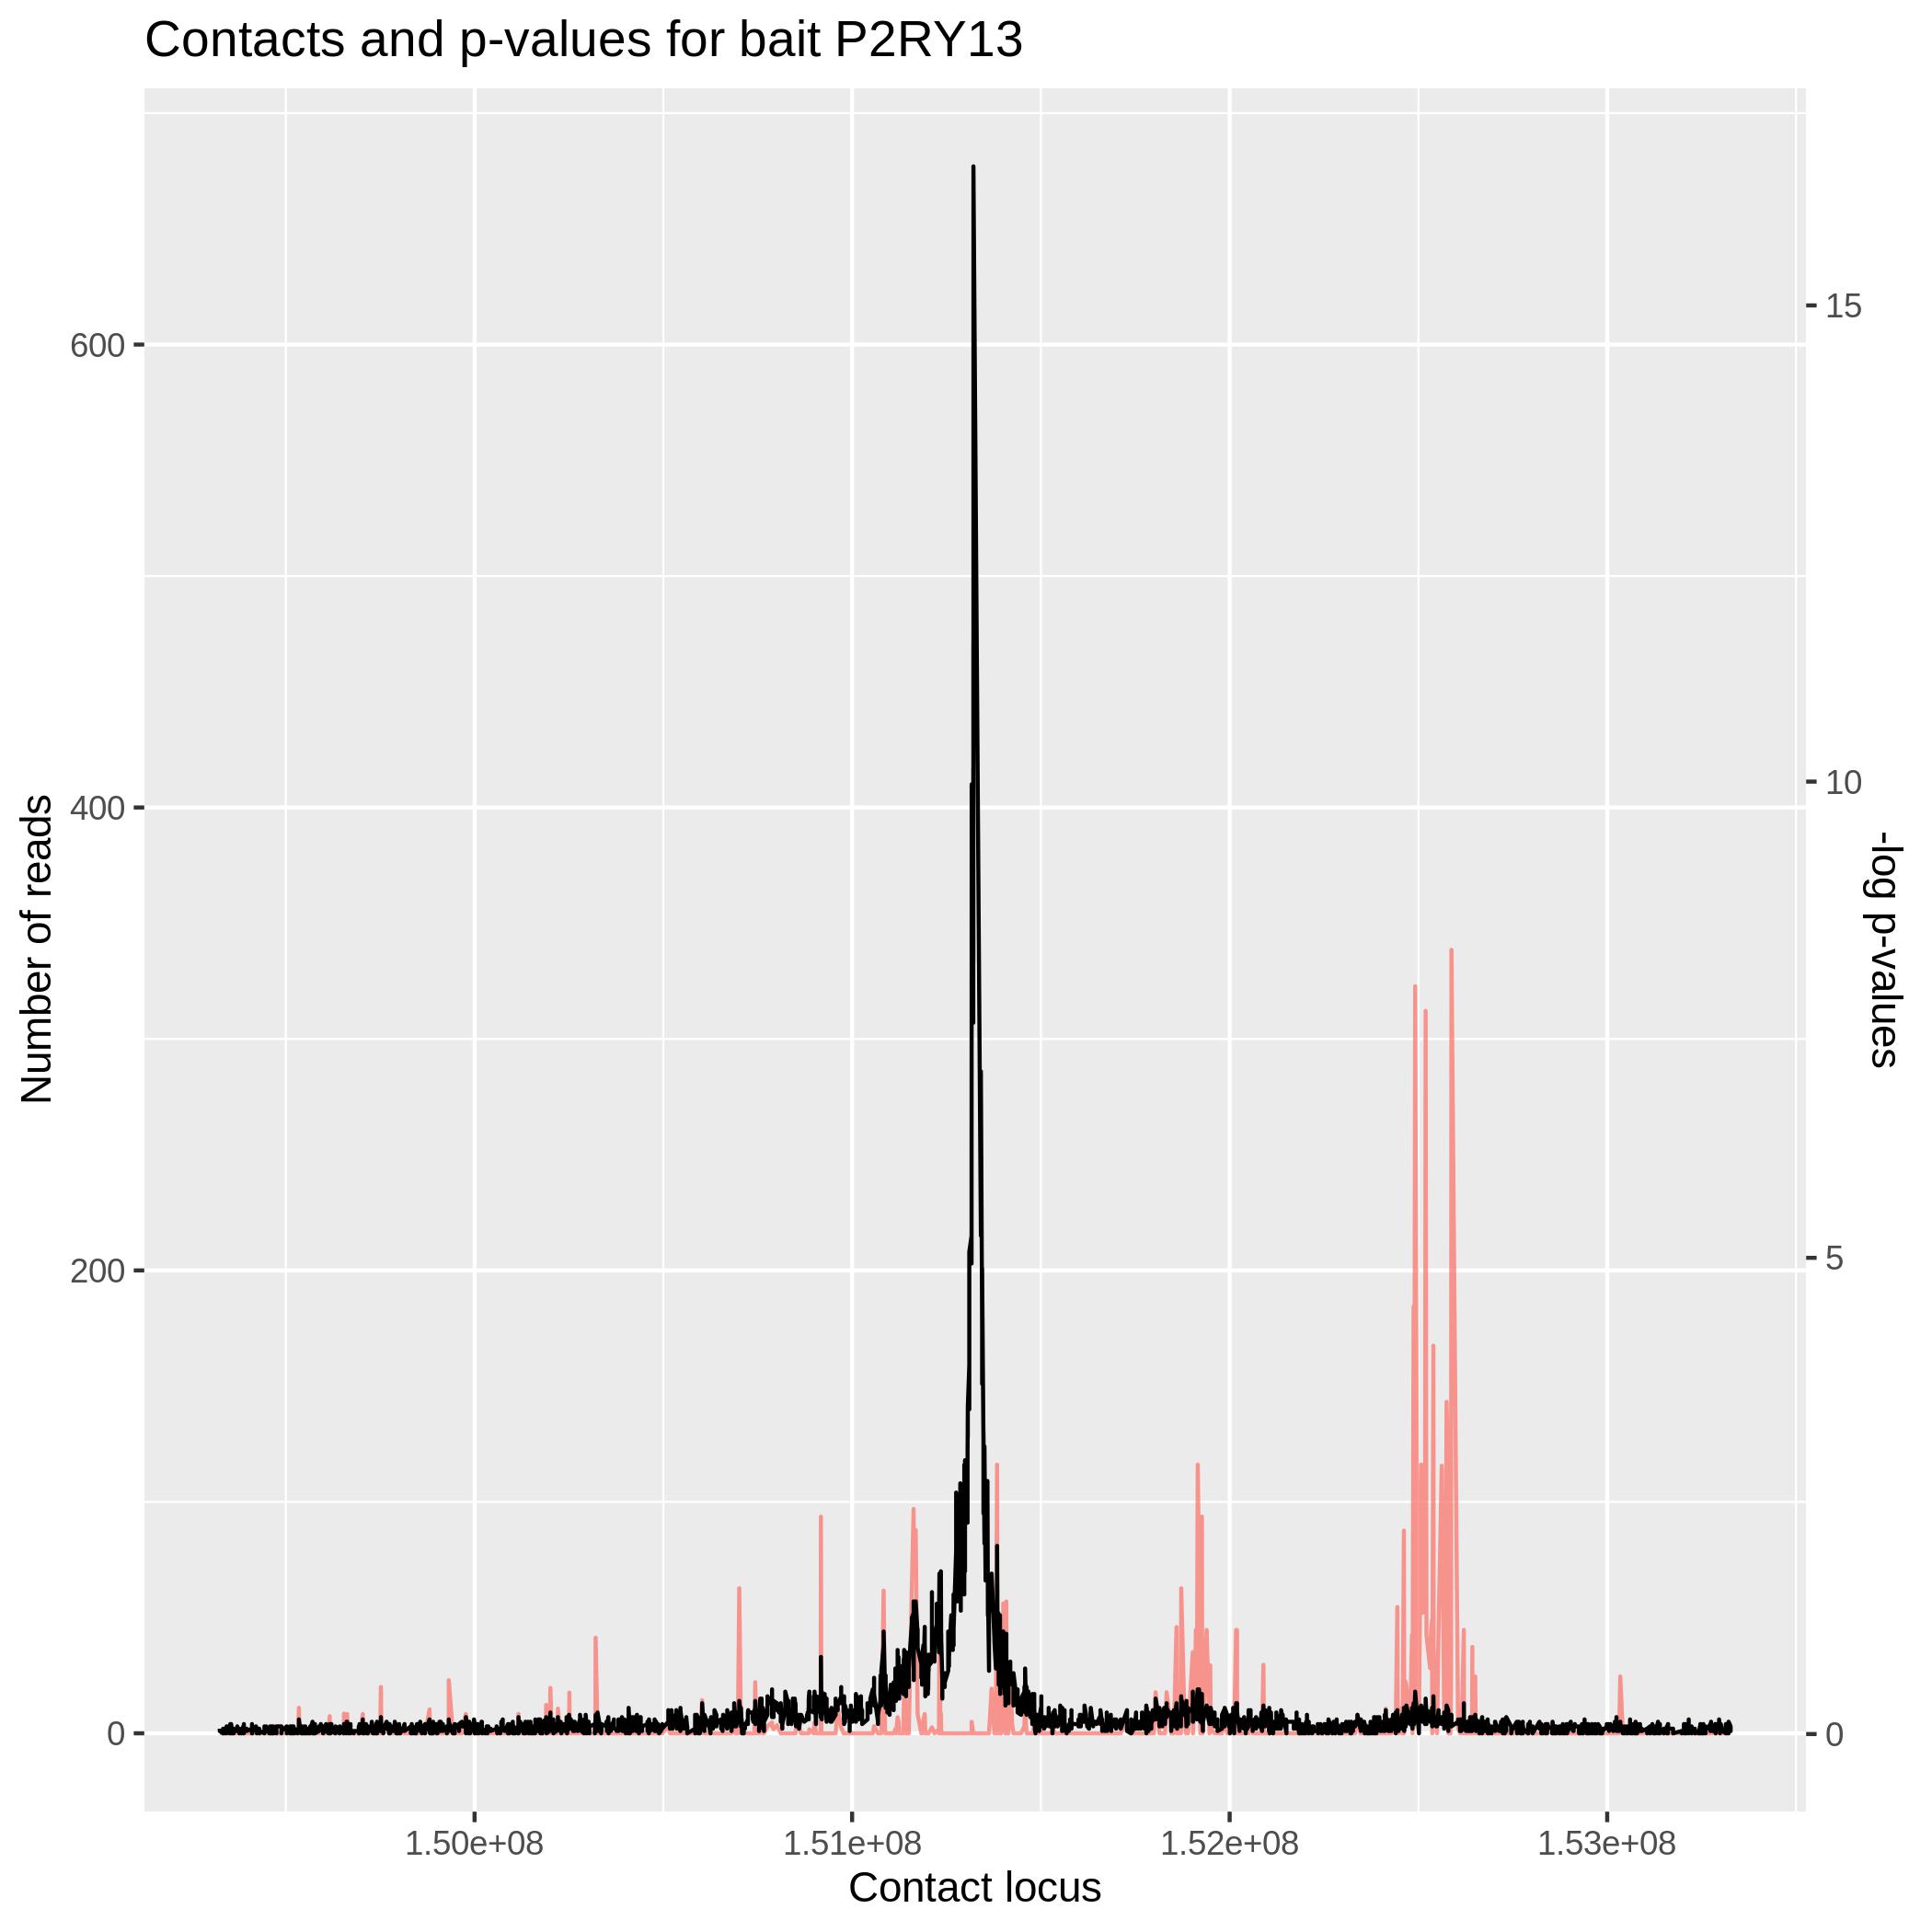 Contacts and p-values for bait P2RY13
600
400
200
0
15
10
5
0
Number of reads
-log p-values
1.50e+08
1.51e+08
1.52e+08
1.53e+08
Contact locus